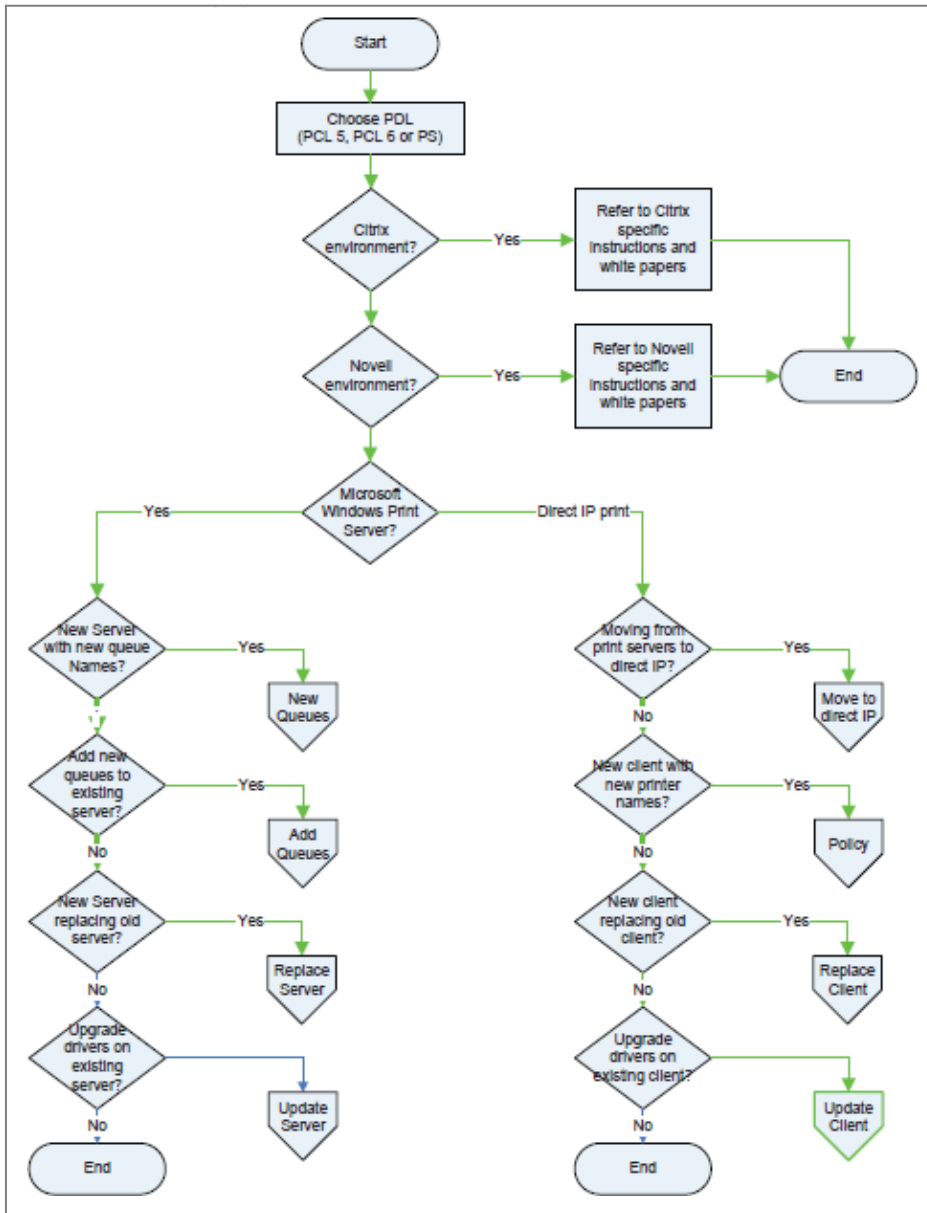 Start
Choose PDL
(PCL 5, PCL 6 or PS)
Citrix
environment?
Yes
Refer to Citrix
specific
instructions and
white papers
Novell
environment?
Yes
Refer to Novell
specific
instructions and
white papers
End
Microsoft
Windows Print
Server?
Yes
Direct IP print
New Server
with new queue
Names?
Yes
New
Queues
Moving from
print servers to
direct IP?
Yes
Move to
direct IP
No
Add new
queues to
existing
server?
Yes
Add
Queues
No
New client with
new printer
names?
Yes
Policy
No
New Server
replacing old
server?
Yes
Replace
Server
No
New client
replacing old
client?
Yes
Replace
Client
No
Upgrade
drivers on
existing
server?
Update
Server
No
End
Upgrade
drivers on
existing client?
Update
Client
No
End